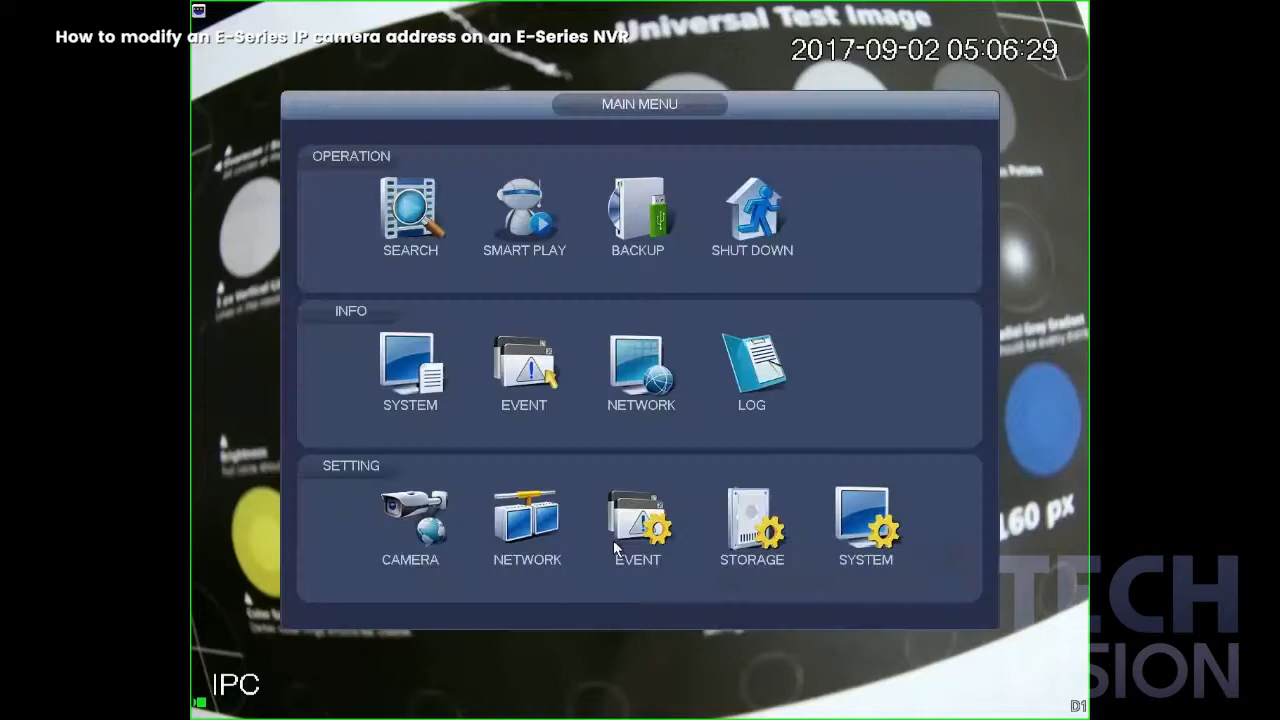 Universal Test Image
How to modify an E-Series IP camera address on an E-Series NVR
2017-09-02 05:06:29
MAIN MENU
OPERATION
SEARCH
SMART PLAY
BACKUP
SHUT DOWN
INFO
SYSTEM
EVENT
NETWORK
LOG
SETTING
CAMERA
NETWORK
EVENT
STORAGE
SYSTEM
160 px
TECH
VISION
IPC
D1